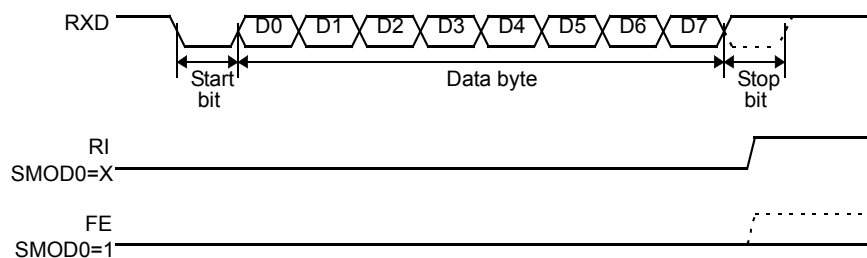 RXD D0 D1 D2 D3 D4 D5 D6 D7
Start bit
Data byte
Stop bit
RI
SMOD0=X
FE
SMOD0=1